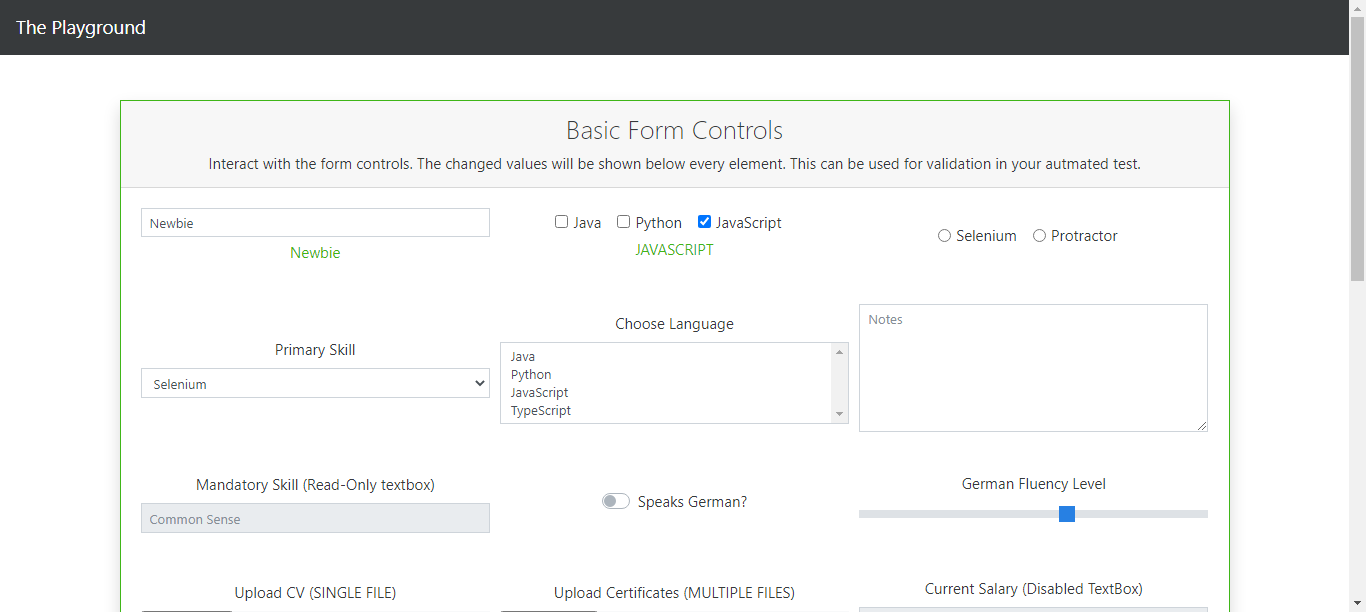 The Playground
Basic Form Controls
Interact with the form controls. The changed values will be shown below every element. This can be used for validation in your autmated test.
Newbie
Newbie
Java Python JavaScript
JAVASCRIPT
Selenium Protractor
Primary Skill
Selenium
Choose Language
Java
Python
JavaScript
TypeScript
Notes
Mandatory Skill (Read-Only textbox)
Common Sense
Speaks German?
German Fluency Level
Upload CV (SINGLE FILE)
Upload Certificates (MULTIPLE FILES)
Current Salary (Disabled TextBox)